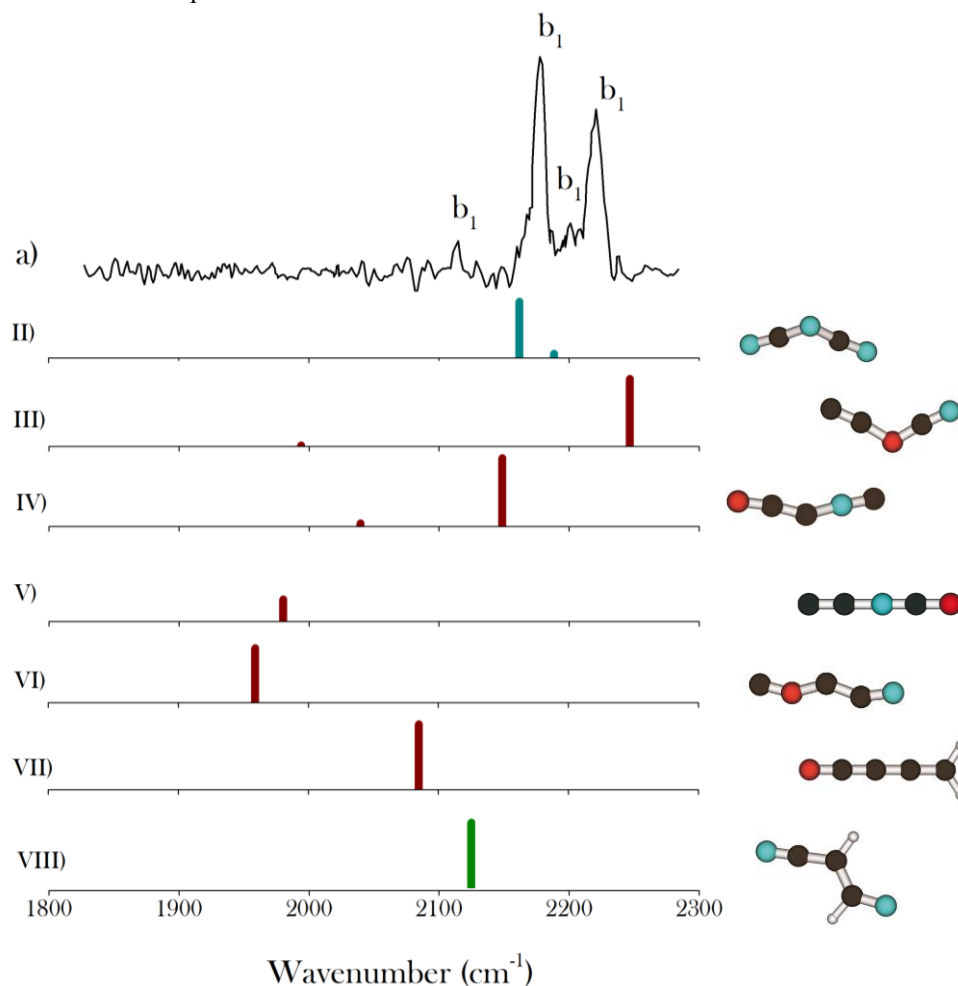 b₁
b₁
b₁
b₁
a)
II)
III)
IV)
V)
VI)
VII)
VIII)
1800 1900 2000 2100 2200 2300
Wavenumber (cm⁻¹)